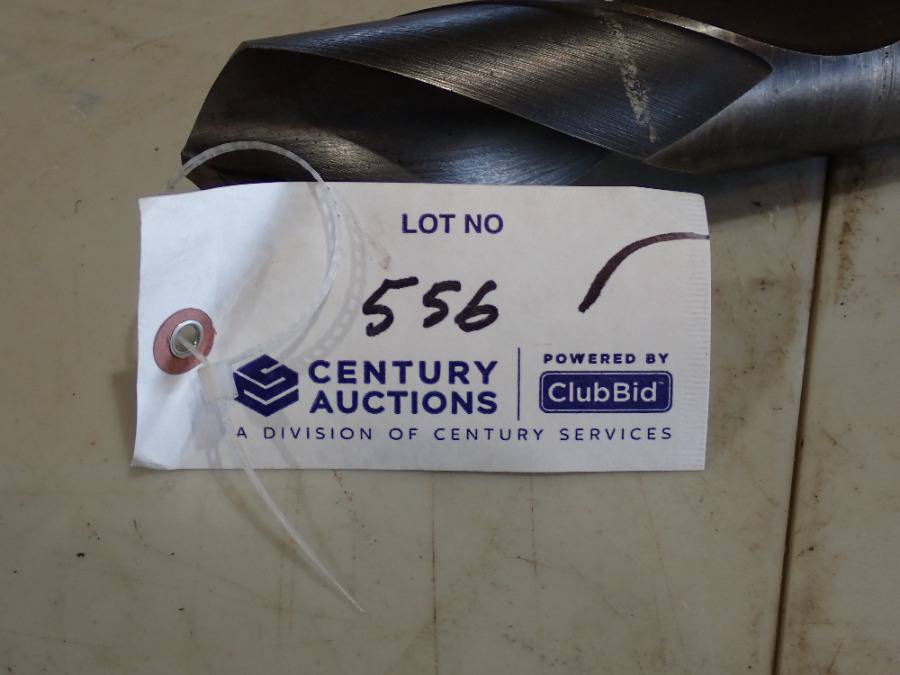 LOT NO
556
CENTURY AUCTIONS
POWERED BY
ClubBid
A DIVISION OF CENTURY SERVICES